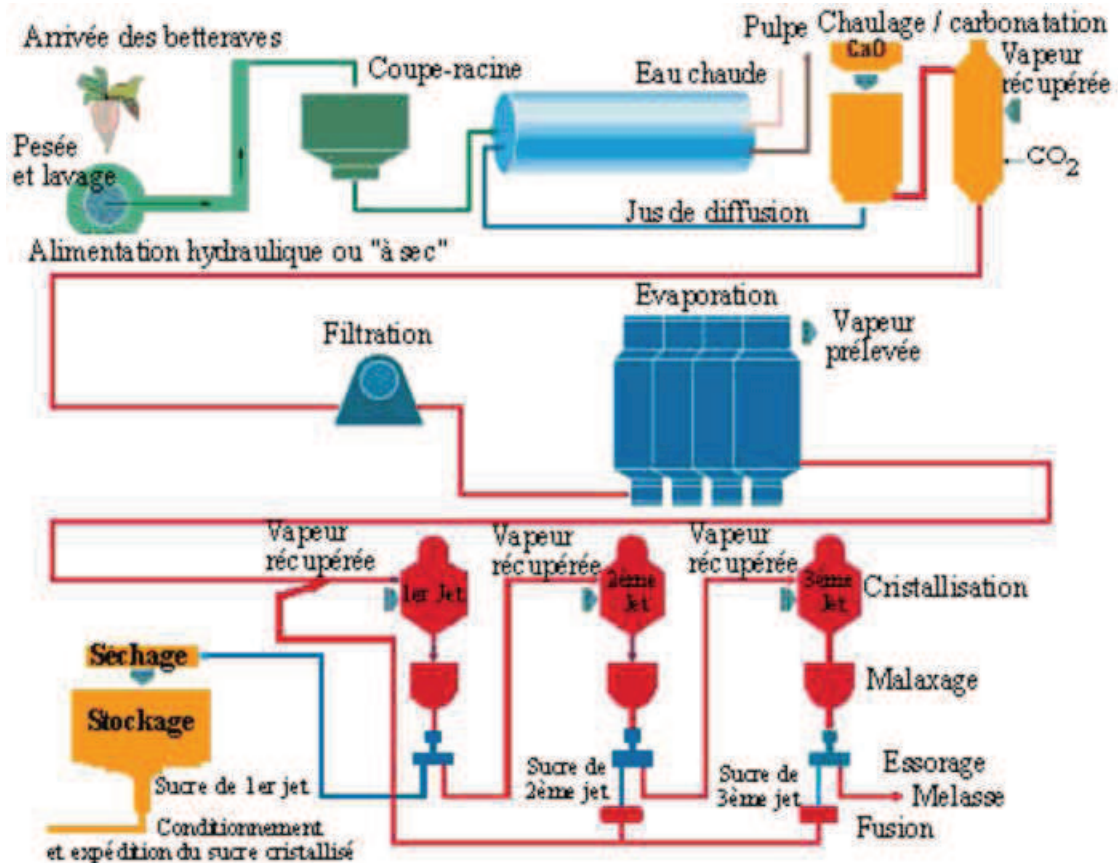 Arrivée des betteraves
Coupe-racine
Pulpe
Eau chaude
Chaulage / carbonatation
CaO
Vapeur
récupérée
CO2
Pesée
et lavage
Jus de diffusion
Alimentation hydraulique ou "à sec"
Filtration
Evaporation
Vapeur
prélevée
Vapeur
récupérée
1er Jet
Vapeur
récupérée
2ème
Jet
Vapeur
récupérée
3ème
Jet
Cristallisation
Séchage
Malaxage
Stockage
Sucre de 1er jet
Sucre de
2ème jet
Sucre de
3ème jet
Essorage
Melasse
Fusion
Conditionnement
et expédition du sucre cristallisé